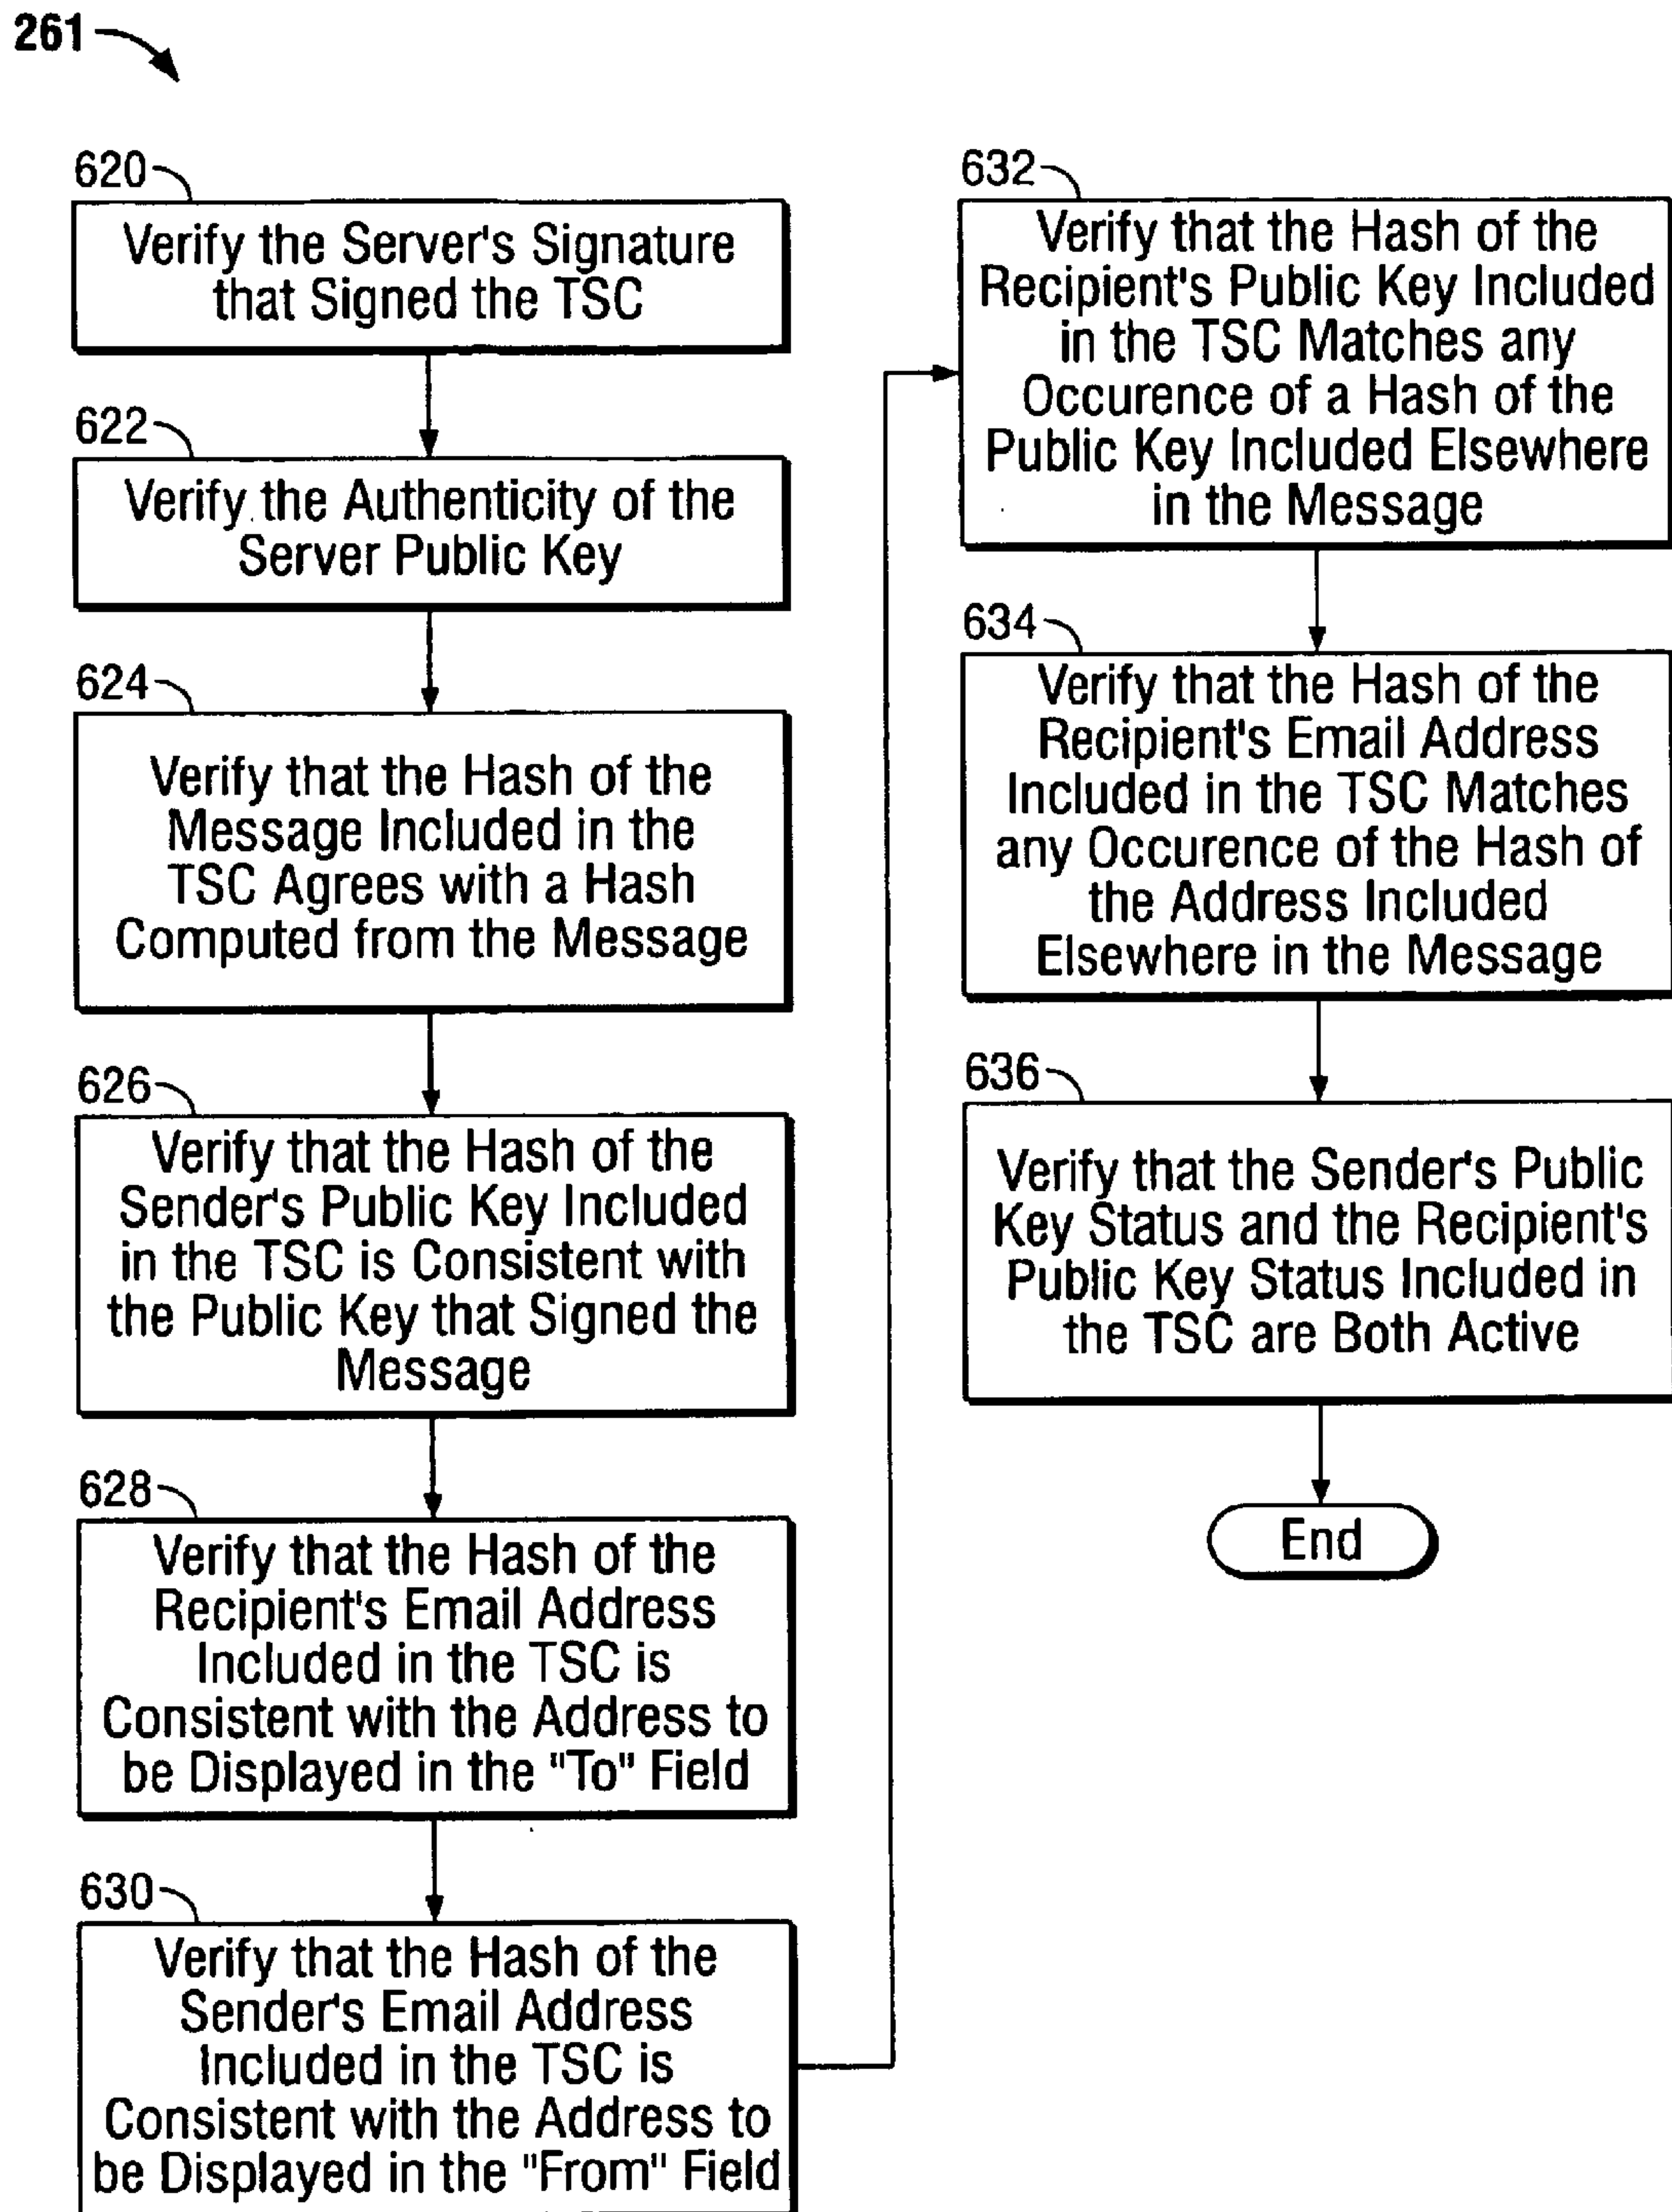 261
620
Verify the Server's Signature
that Signed the TSC
622
Verify the Authenticity of the
Server Public Key
624
Verify that the Hash of the
Message Included in the
TSC Agrees with a Hash
Computed from the Message
626
Verify that the Hash of the
Sender's Public Key Included
in the TSC is Consistent with
the Public Key that Signed the
Message
628
Verify that the Hash of the
Recipient's Email Address
Included in the TSC is
Consistent with the Address to
be Displayed in the "To" Field
630
Verify that the Hash of the
Sender's Email Address
Included in the TSC is
Consistent with the Address to
be Displayed in the "From" Field
632
Verify that the Hash of the
Recipient's Public Key Included
in the TSC Matches any
Occurence of a Hash of the
Public Key Included Elsewhere
in the Message
634
Verify that the Hash of the
Recipient's Email Address
Included in the TSC Matches
any Occurence of the Hash of
the Address Included
Elsewhere in the Message
636
Verify that the Sender's Public
Key Status and the Recipient's
Public Key Status Included in
the TSC are Both Active
End